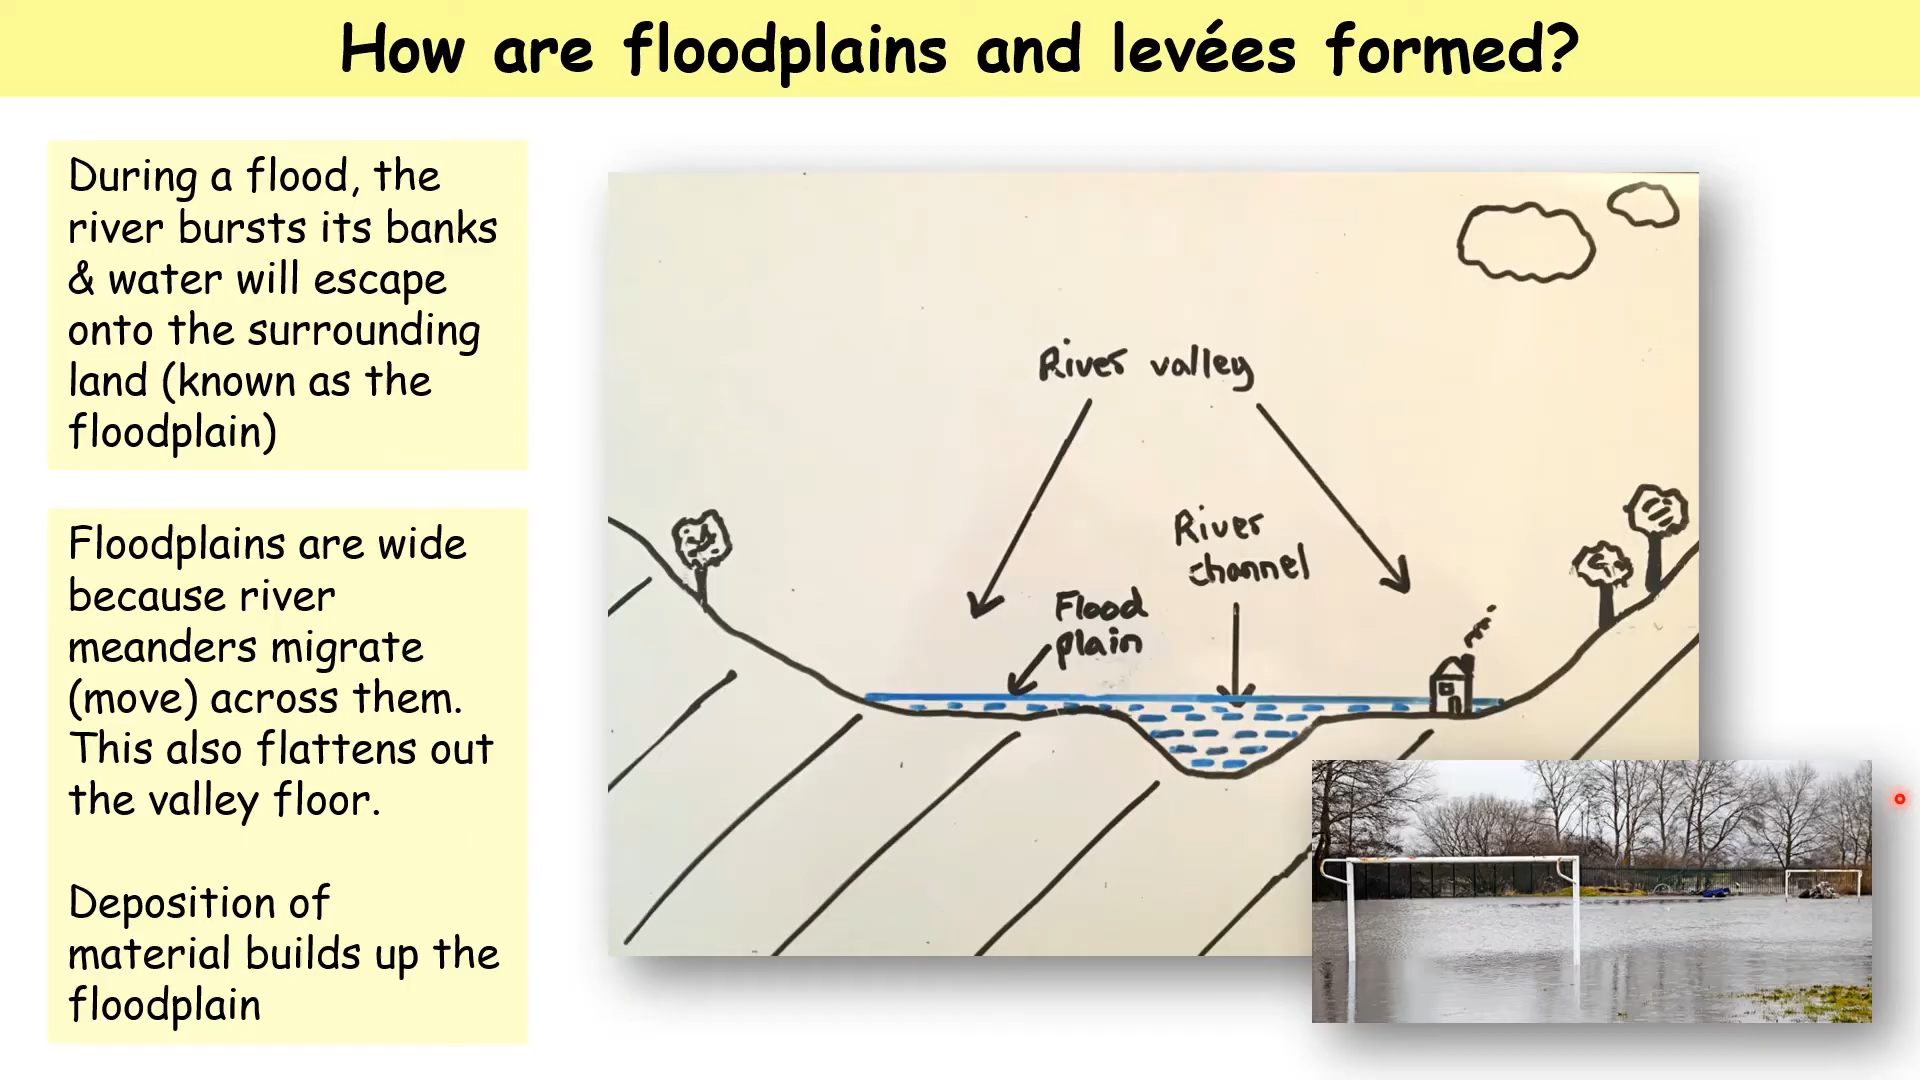 How are floodplains and levées formed?
During a flood, the
river bursts its banks
& water will escape
onto the surrounding
land (known as the
floodplain)
Floodplains are wide
because river
meanders migrate
(move) across them.
This also flattens out
the valley floor.
Deposition of
material builds up the
floodplain
River valley
River
channel
Flood
plain